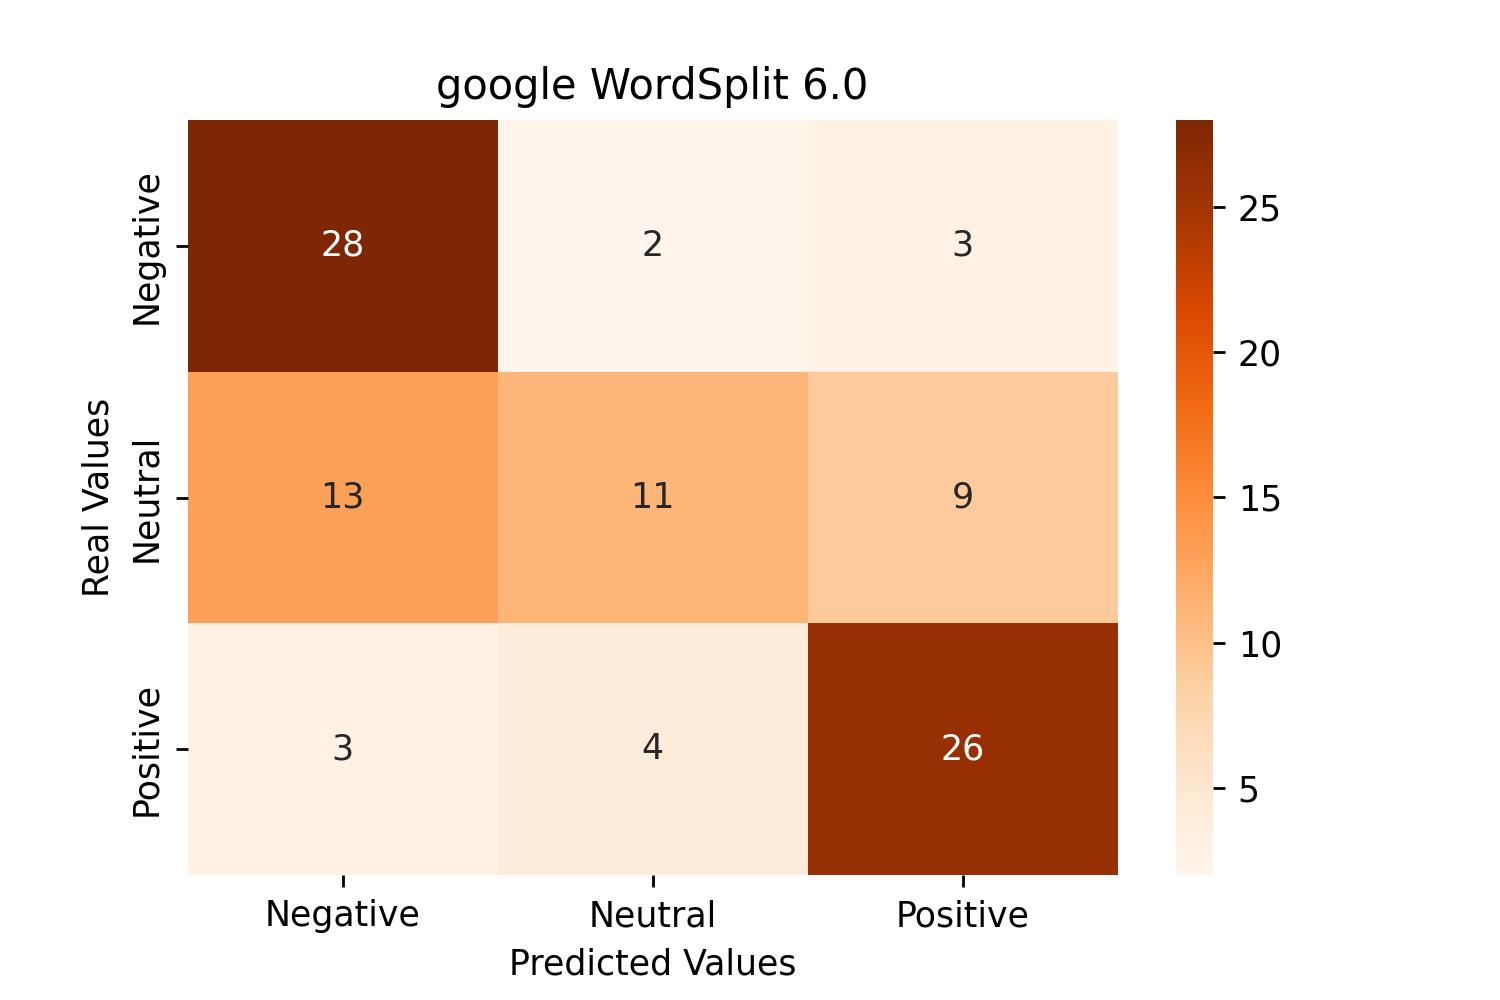 google WordSplit 6.0
Real Values
Negative
28 2 3
Neutral
13 11 9
Positive
3 4 26
Negative Neutral Positive
Predicted Values
25
20
15
10
5